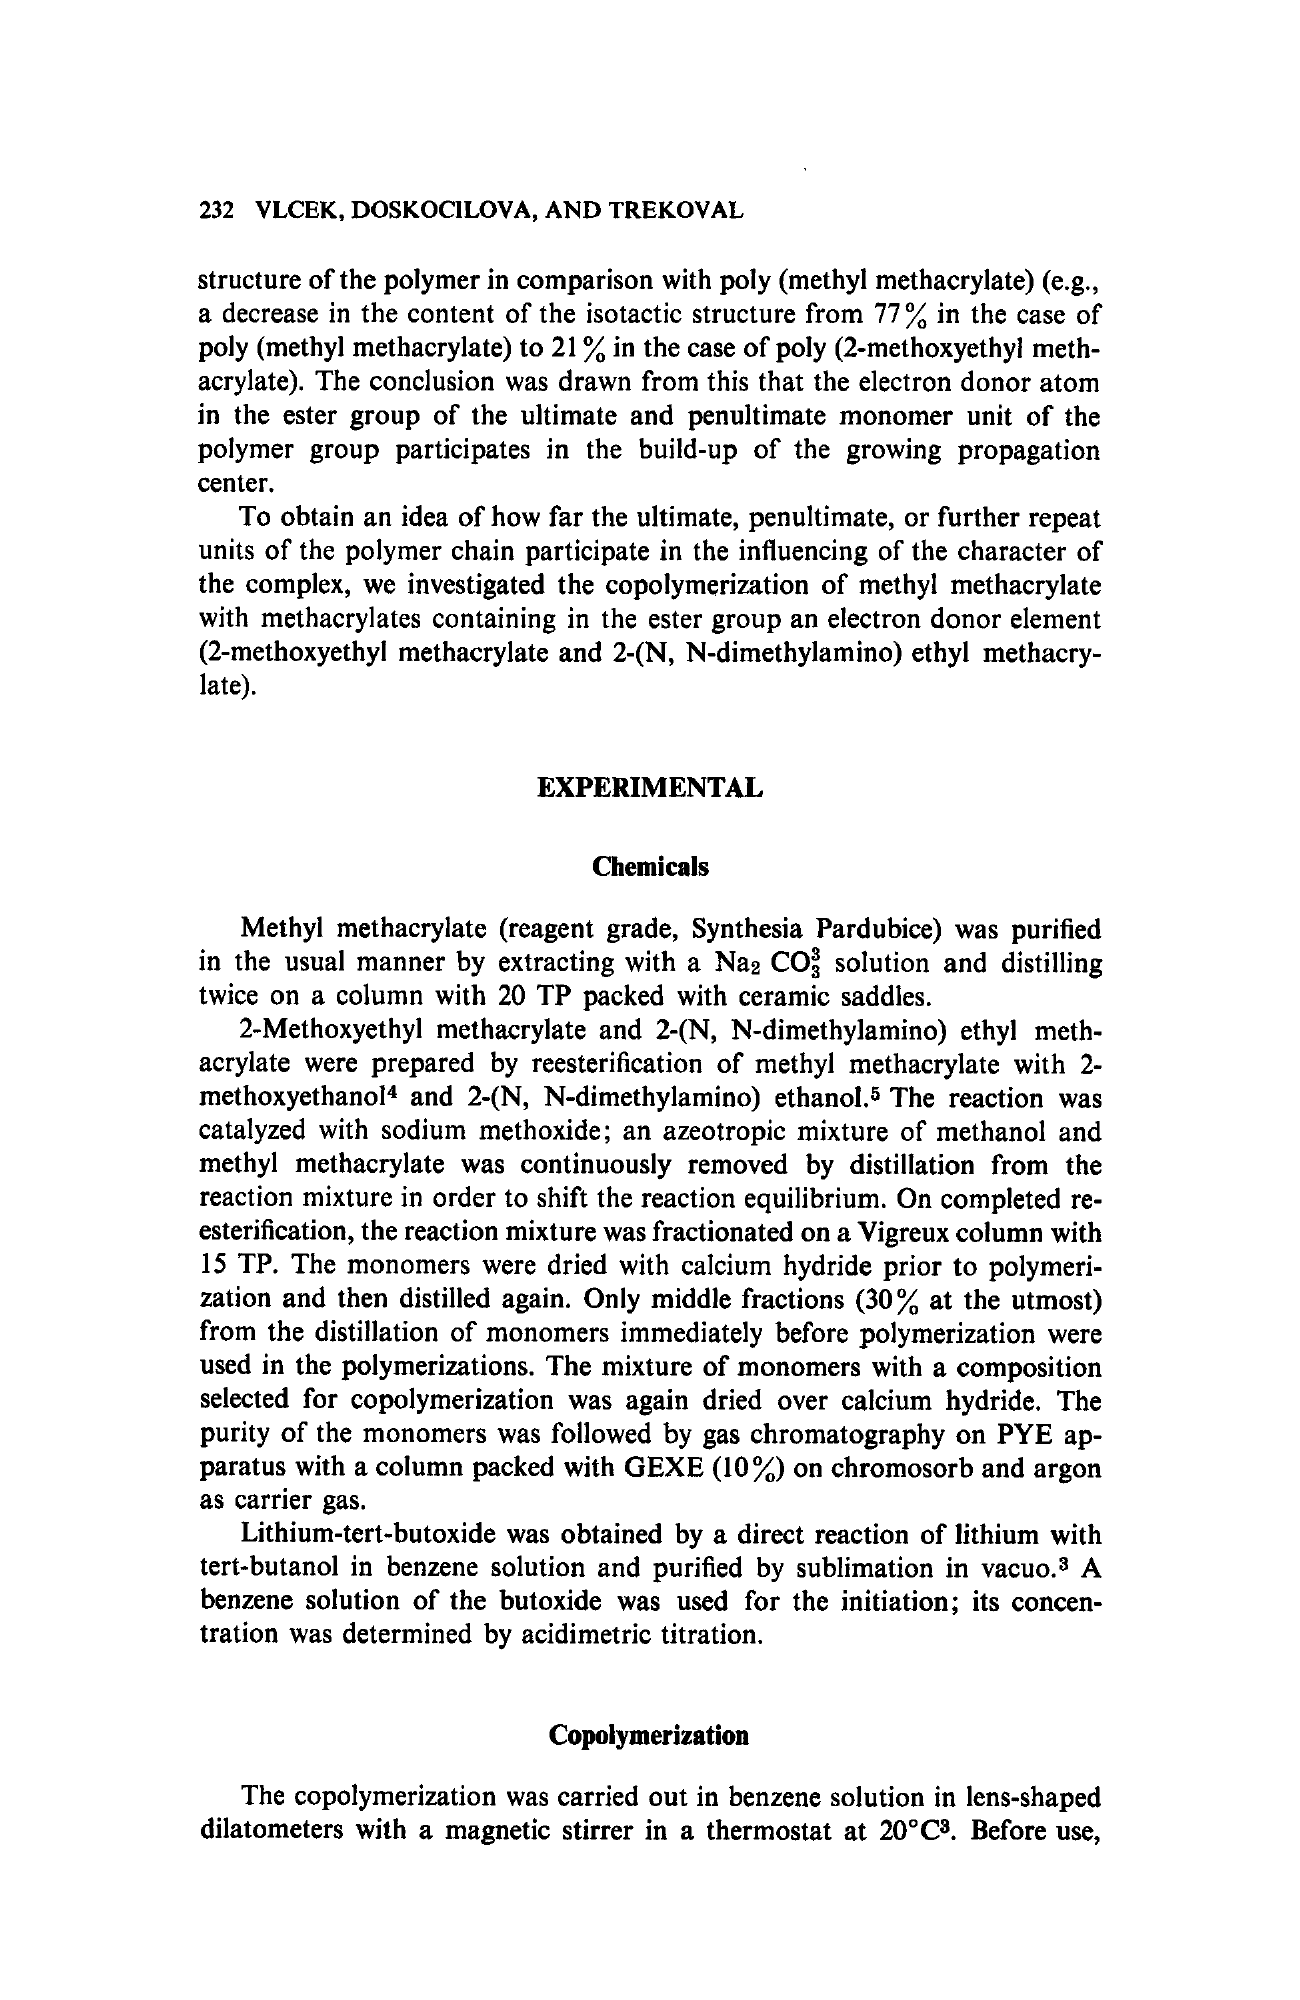 232 VLCEK, DOSKOCILOVA, AND TREKOVAL
structure of the polymer in comparison with poly (methyl methacrylate) (e.g.,
a decrease in the content of the isotactic structure from 77% in the case of
poly (methyl methacrylate) to 21% in the case of poly (2-methoxyethyl meth-
acrylate). The conclusion was drawn from this that the electron donor atom
in the ester group of the ultimate and penultimate monomer unit of the
polymer group participates in the build-up of the growing propagation
center.
To obtain an idea of how far the ultimate, penultimate, or further repeat
units of the polymer chain participate in the influencing of the character of
the complex, we investigated the copolymerization of methyl methacrylate
with methacrylates containing in the ester group an electron donor element
(2-methoxyethyl methacrylate and 2-(N, N-dimethylamino) ethyl methacry-
late).
EXPERIMENTAL
Chemicals
Methyl methacrylate (reagent grade, Synthesia Pardubice) was purified
in the usual manner by extracting with a Na₂ CO³₃ solution and distilling
twice on a column with 20 TP packed with ceramic saddles.
2-Methoxyethyl methacrylate and 2-(N, N-dimethylamino) ethyl meth-
acrylate were prepared by reesterification of methyl methacrylate with 2-
methoxyethanol⁴ and 2-(N, N-dimethylamino) ethanol.⁵ The reaction was
catalyzed with sodium methoxide; an azeotropic mixture of methanol and
methyl methacrylate was continuously removed by distillation from the
reaction mixture in order to shift the reaction equilibrium. On completed re-
esterification, the reaction mixture was fractionated on a Vigreux column with
15 TP. The monomers were dried with calcium hydride prior to polymeri-
zation and then distilled again. Only middle fractions (30% at the utmost)
from the distillation of monomers immediately before polymerization were
used in the polymerizations. The mixture of monomers with a composition
selected for copolymerization was again dried over calcium hydride. The
purity of the monomers was followed by gas chromatography on PYE ap-
paratus with a column packed with GEXE (10%) on chromosorb and argon
as carrier gas.
Lithium-tert-butoxide was obtained by a direct reaction of lithium with
tert-butanol in benzene solution and purified by sublimation in vacuo.³ A
benzene solution of the butoxide was used for the initiation; its concen-
tration was determined by acidimetric titration.
Copolymerization
The copolymerization was carried out in benzene solution in lens-shaped
dilatometers with a magnetic stirrer in a thermostat at 20°C³. Before use,